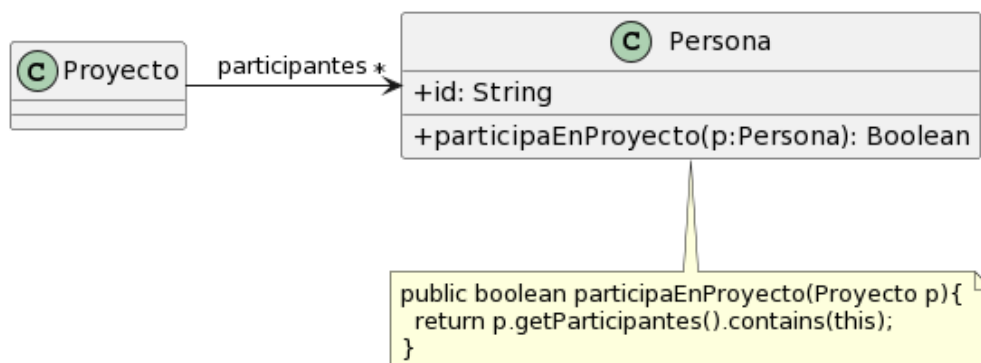 C Proyecto
participantes *
C Persona
+id: String
+participaEnProyecto(p:Persona): Boolean
public boolean participaEnProyecto(Proyecto p){
return p.getParticipantes().contains(this);
}